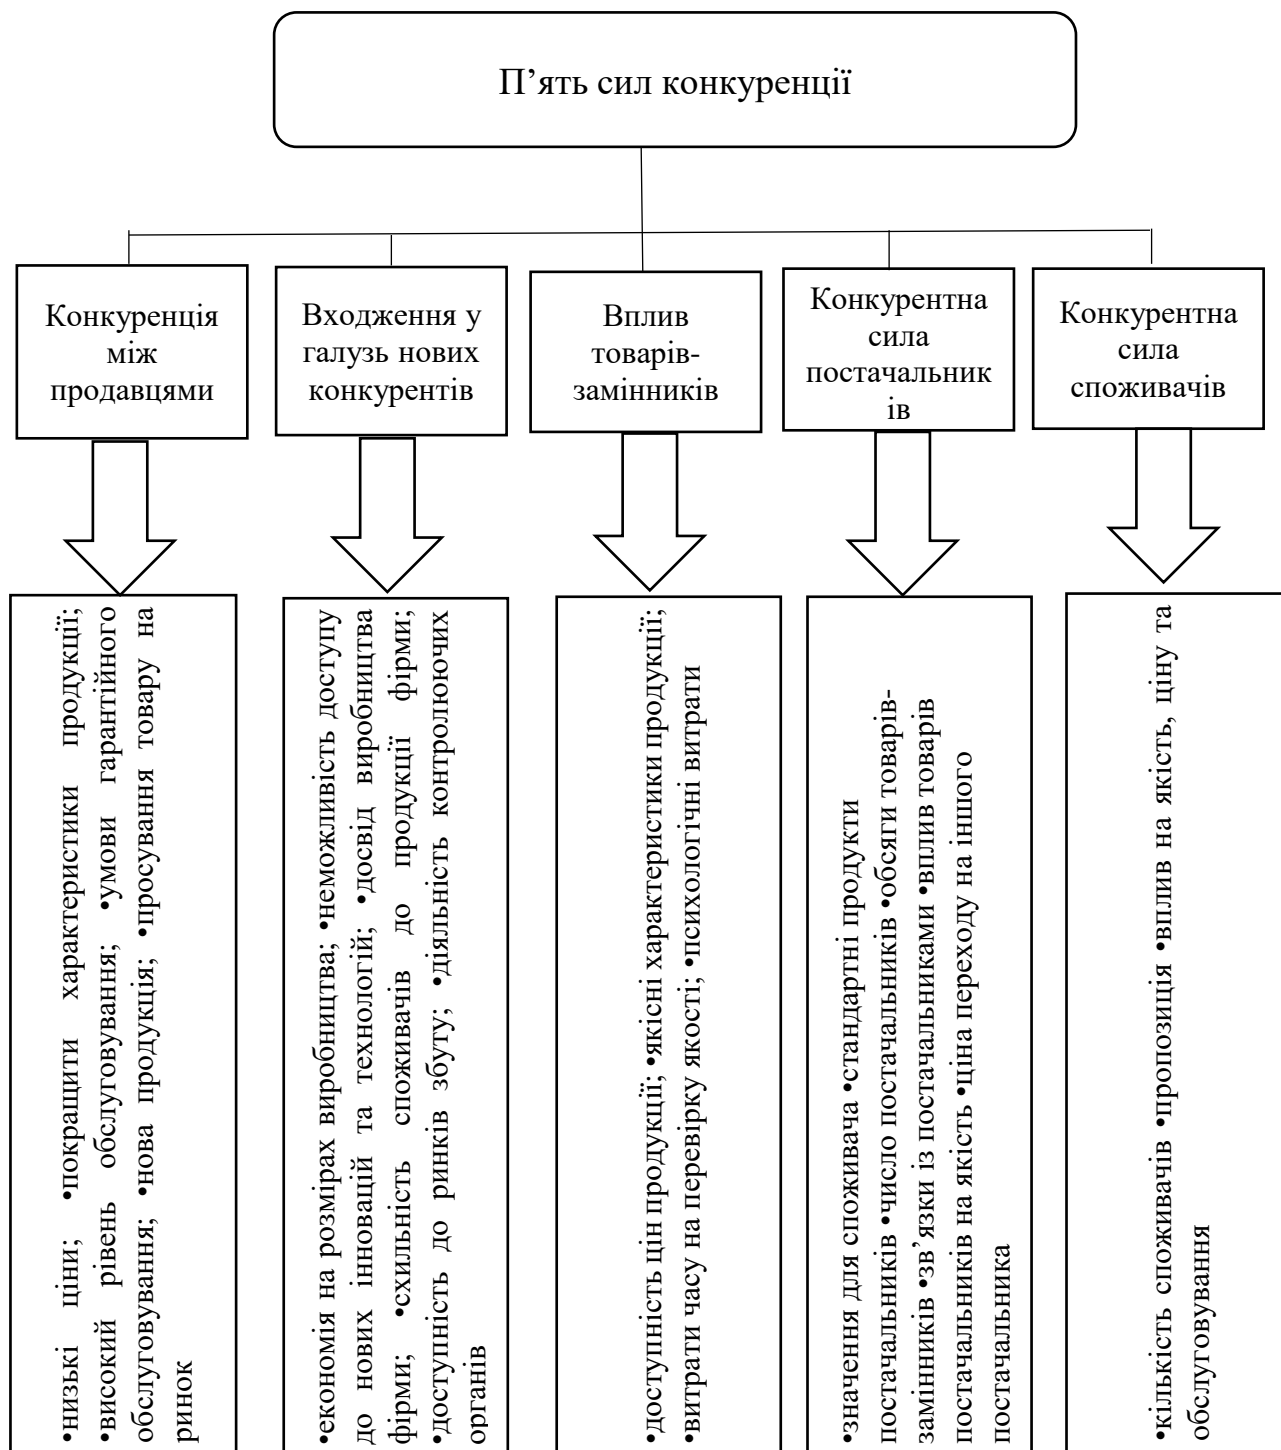 П’ять сил конкуренції
Конкуренція
між
продавцями
Входження у
галузь нових
конкурентів
Вплив
товарів-
замінників
Конкурентна
сила
постачальник
ів
Конкурентна
сила
споживачів
•низькі ціни; •покращити характеристики продукції;
•високий рівень обслуговування; •умови гарантійного
обслуговування; •нова продукція; •просування товару на
ринок
•економія на розмірах виробництва; •неможливість доступу
до нових інновацій та технологій; •досвід виробництва
фірми; •схильність споживачів до продукції фірми;
•доступність до ринків збуту; •діяльність контролюючих
органів
•доступність цін продукції; •якісні характеристики продукції;
•витрати часу на перевірку якості; •психологічні витрати
•значення для споживача •стандартні продукти
постачальників •число постачальників •обсяги товарів-
замінників •зв’язки із постачальниками •вплив товарів
постачальників на якість •ціна переходу на іншого
постачальника
•кількість споживачів •пропозиція •вплив на якість, ціну та
обслуговування